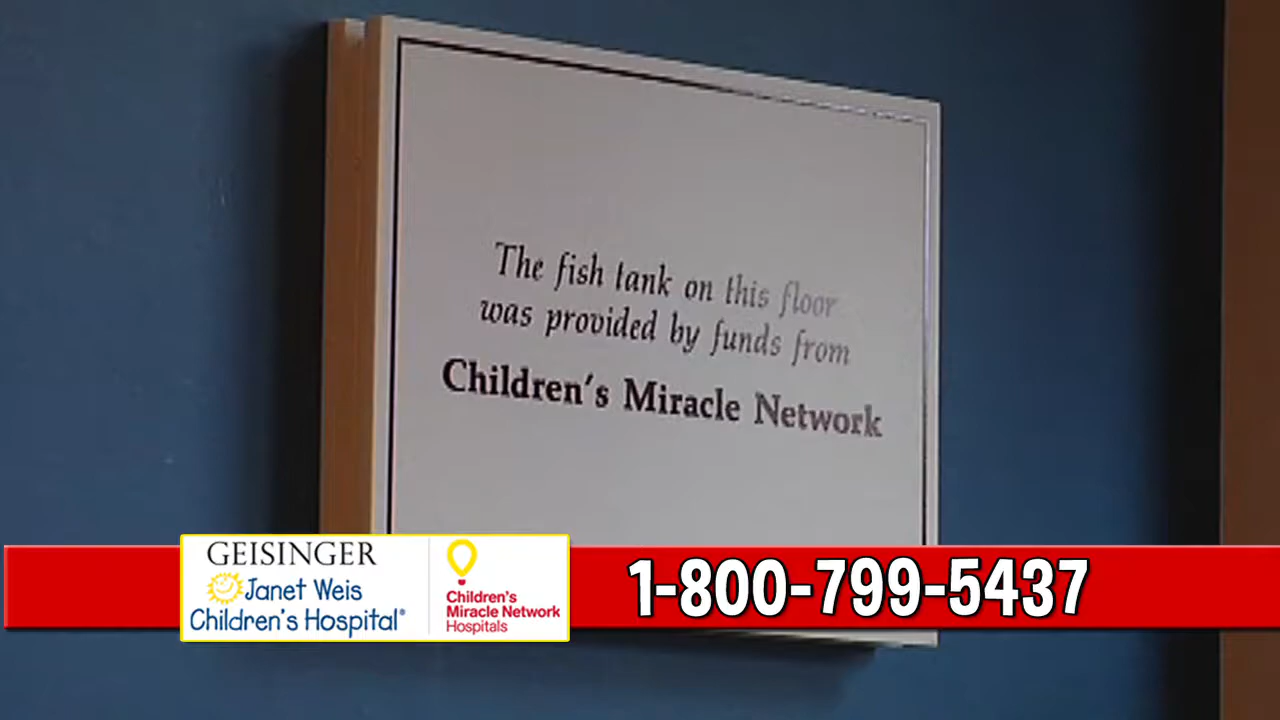 The fish tank on this floor
was provided by funds from
Children's Miracle Network
GEISINGER
Janet Weis
Children's Hospital®
Children's
Miracle Network
Hospitals
1-800-799-5437